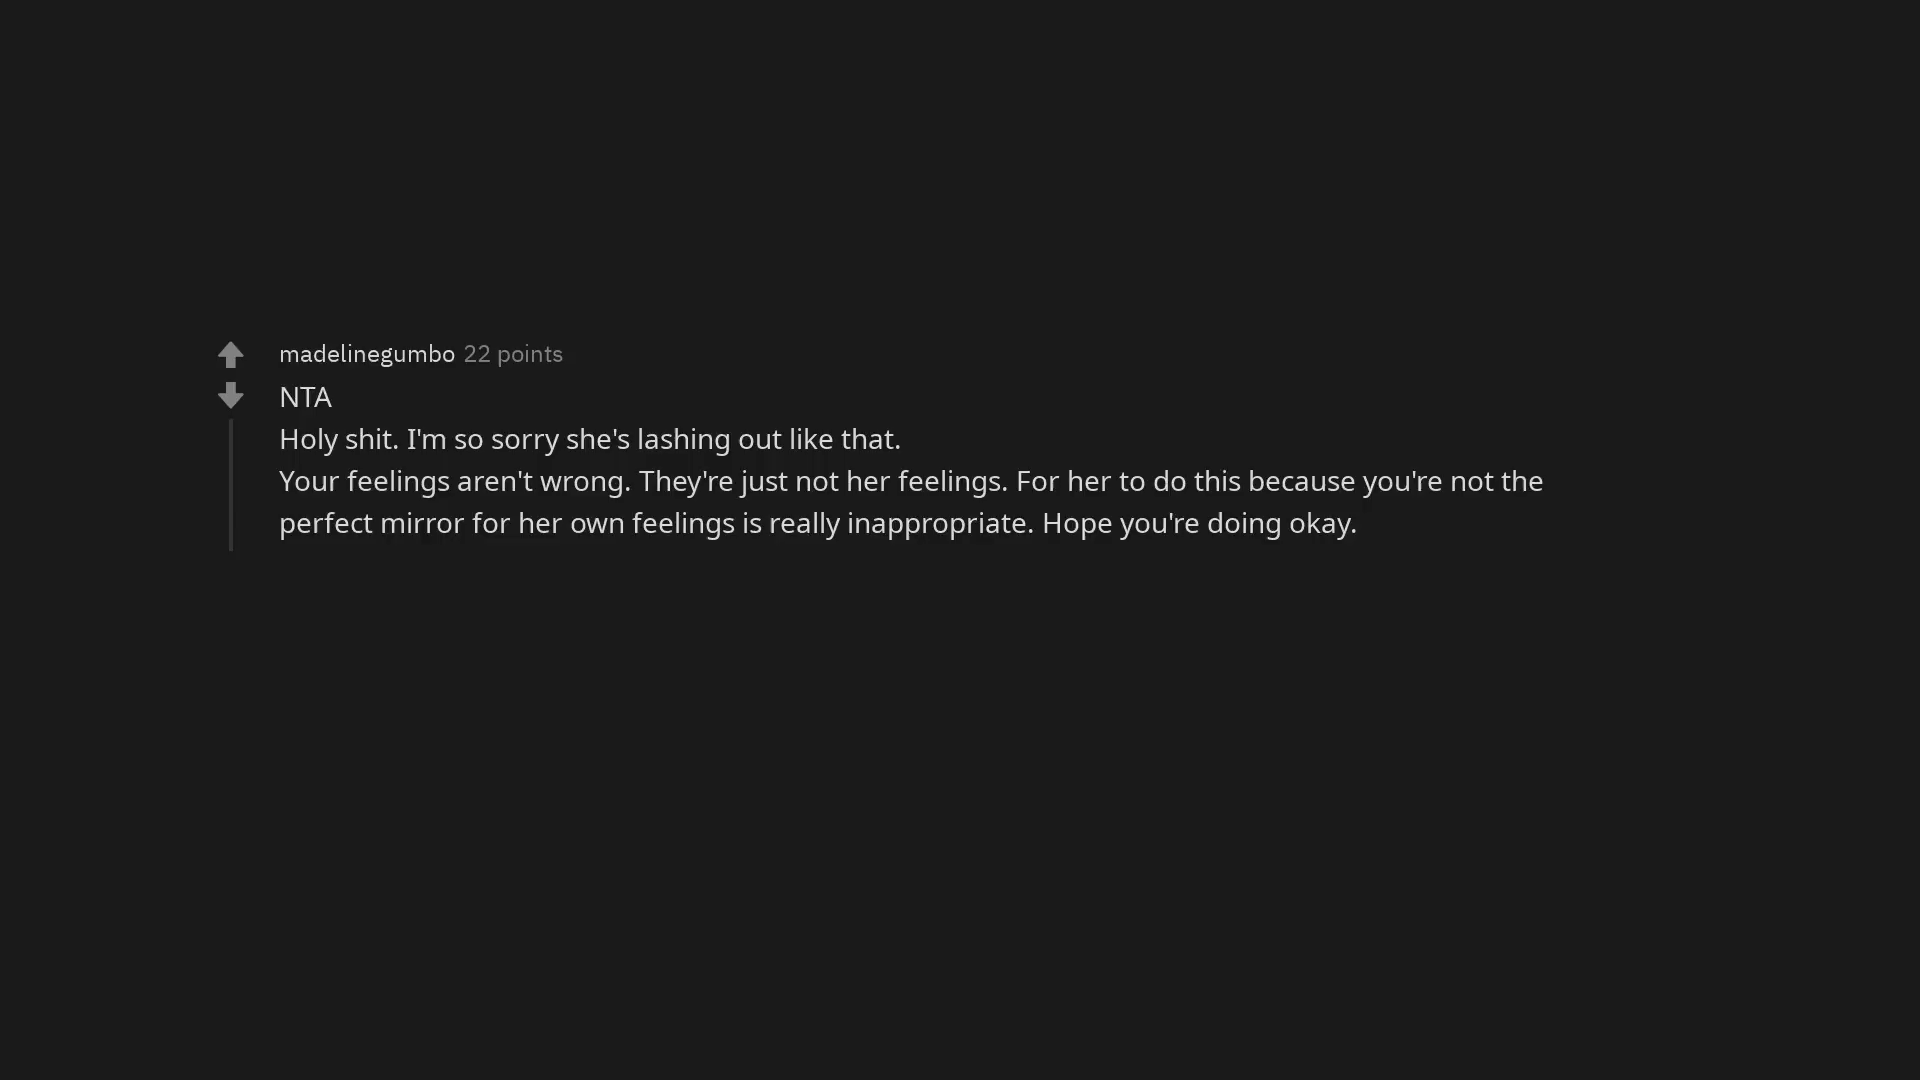 madelinegumbo 22 points
NTA
Holy shit. I'm so sorry she's lashing out like that.
Your feelings aren't wrong. They're just not her feelings. For her to do this because you're not the
perfect mirror for her own feelings is really inappropriate. Hope you're doing okay.